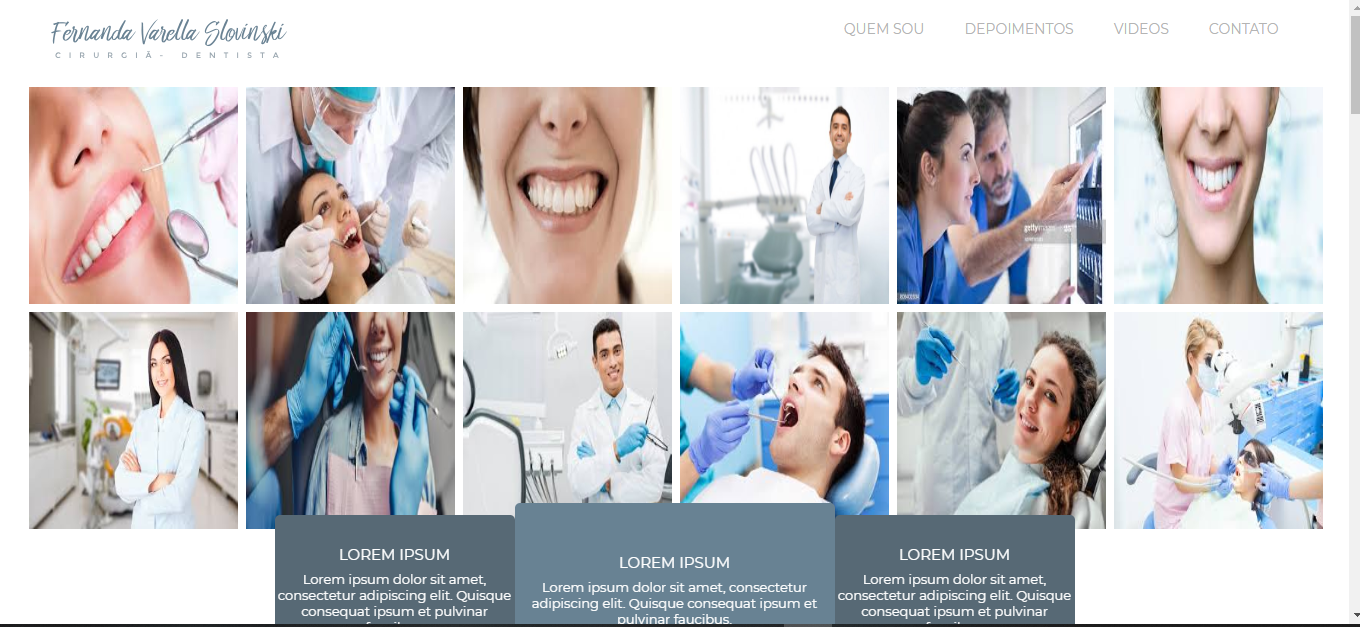 Fernanda Varella Slovinski
CIRURGIÃ- DENTISTA
QUEM SOU DEPOIMENTOS VIDEOS CONTATO
gettyimages
LOREM IPSUM
Lorem ipsum dolor sit amet,
consectetur adipiscing elit. Quisque
consequat ipsum et pulvinar
LOREM IPSUM
Lorem ipsum dolor sit amet, consectetur
adipiscing elit. Quisque consequat ipsum et
pulvinar faucibus.
LOREM IPSUM
Lorem ipsum dolor sit amet,
consectetur adipiscing elit. Quisque
consequat ipsum et pulvinar